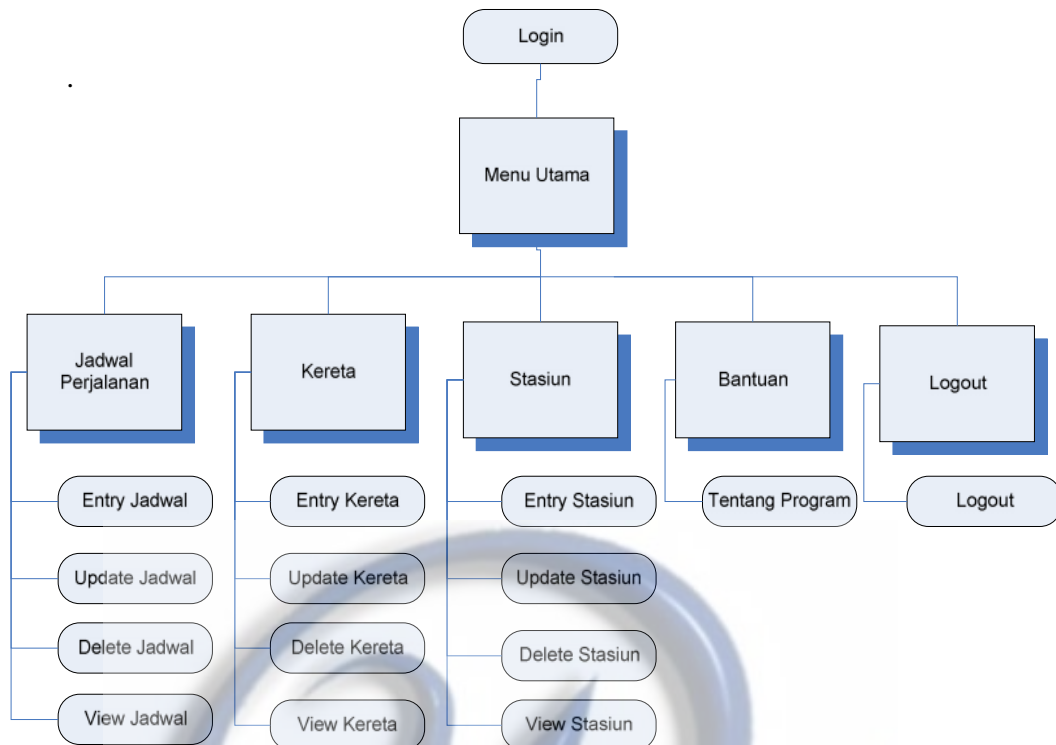 Login
.
Menu Utama
Jadwal
Perjalanan
Kereta
Stasiun
Bantuan
Logout
Entry Jadwal
Entry Kereta
Entry Stasiun
Tentang Program
Logout
Update Jadwal
Update Kereta
Update Stasiun
Delete Jadwal
Delete Kereta
Delete Stasiun
View Jadwal
View Kereta
View Stasiun